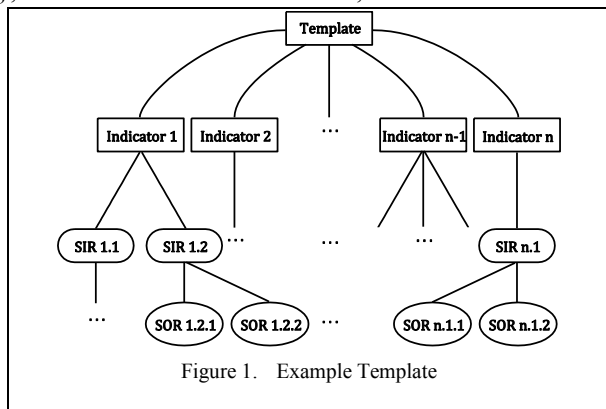 Template
Indicator 1 Indicator 2 ... Indicator n-1 Indicator n
SIR 1.1 SIR 1.2 ... ... ... SIR n.1
... SOR 1.2.1 SOR 1.2.2 ... SOR n.1.1 SOR n.1.2
Figure 1. Example Template